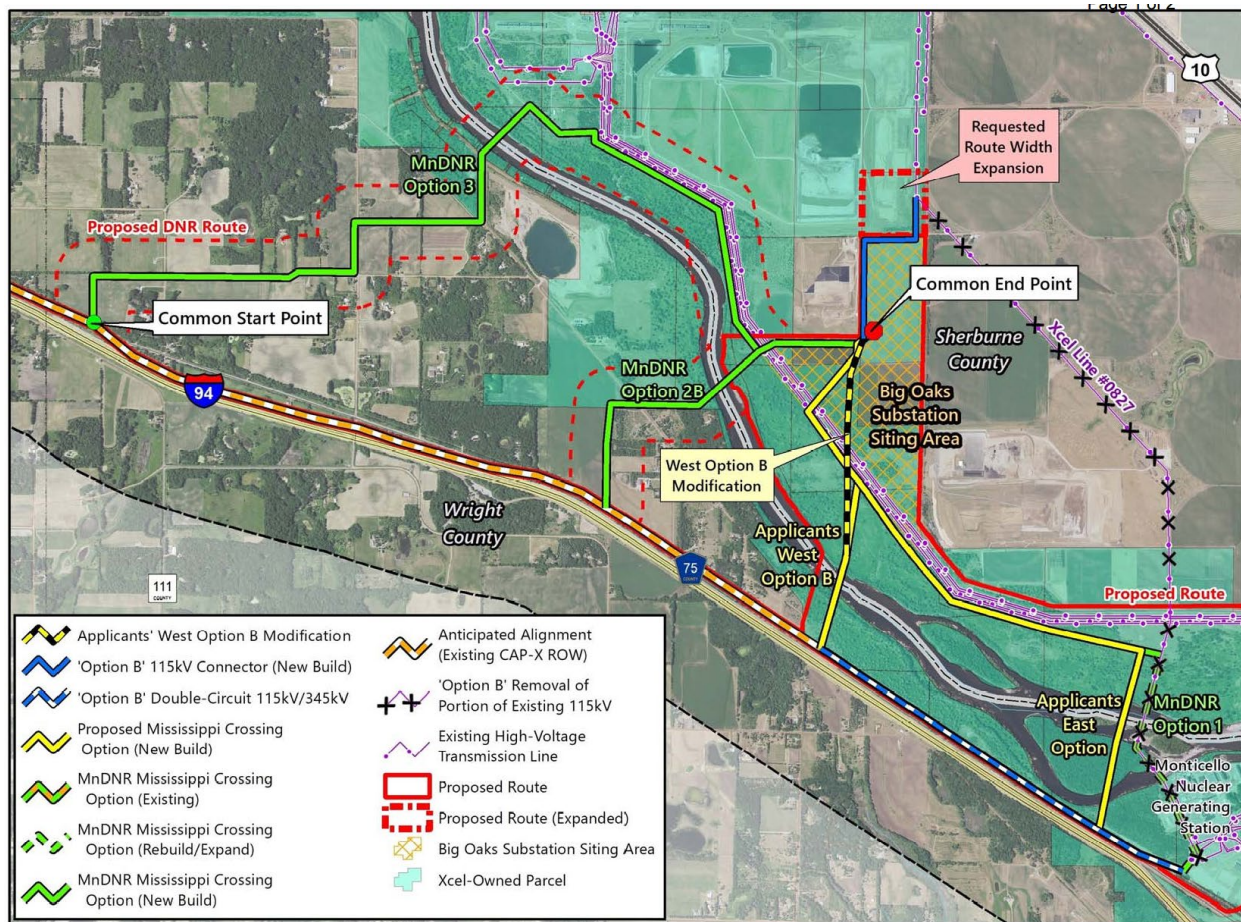 Page 1 of 2
10
Requested
Route Width
Expansion
MnDNR
Option 3
Proposed DNR Route
Common Start Point
Common End Point
Sherburne
County
Xcel Line #0827
94
MnDNR
Option 2B
Big Oaks
Substation
Siting Area
West Option B
Modification
Wright
County
Applicants
West
Option B
75
COUNTY
111
COUNTY
Proposed Route
Applicants
East
Option
MnDNR
Option 1
Monticello
Nuclear
Generating
Station
Applicants' West Option B Modification
'Option B' 115kV Connector (New Build)
'Option B' Double-Circuit 115kV/345kV
Proposed Mississippi Crossing
Option (New Build)
MnDNR Mississippi Crossing
Option (Existing)
MnDNR Mississippi Crossing
Option (Rebuild/Expand)
MnDNR Mississippi Crossing
Option (New Build)
Anticipated Alignment
(Existing CAP-X ROW)
'Option B' Removal of
Portion of Existing 115kV
Existing High-Voltage
Transmission Line
Proposed Route
Proposed Route (Expanded)
Big Oaks Substation Siting Area
Xcel-Owned Parcel